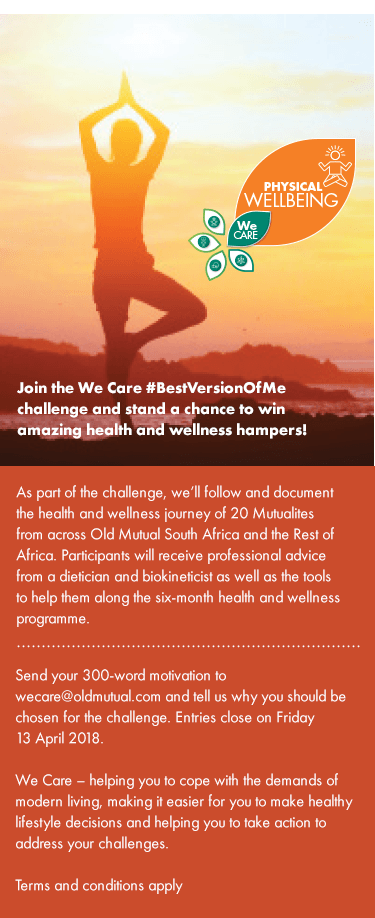 PHYSICAL
WELLBEING
We
CARE
Join the We Care #BestVersionOfMe
challenge and stand a chance to win
amazing health and wellness hampers!
As part of the challenge, we’ll follow and document
the health and wellness journey of 20 Mutualites
from across Old Mutual South Africa and the Rest of
Africa. Participants will receive professional advice
from a dietician and biokineticist as well as the tools
to help them along the six-month health and wellness
programme.
Send your 300-word motivation to
wecare@oldmutual.com and tell us why you should be
chosen for the challenge. Entries close on Friday
13 April 2018.
We Care – helping you to cope with the demands of
modern living, making it easier for you to make healthy
lifestyle decisions and helping you to take action to
address your challenges.
Terms and conditions apply